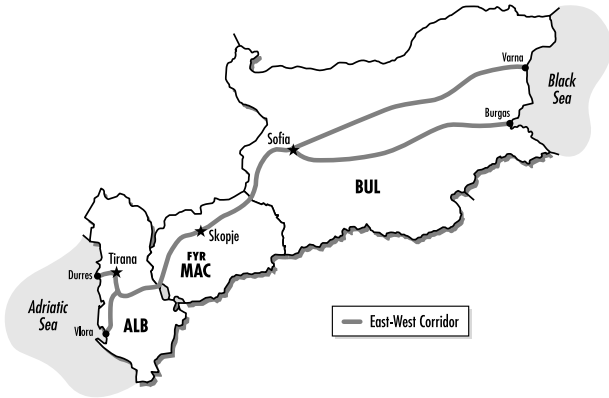 Varna
Black
Sea
Burgas
Sofia
BUL
Skopje
FYR
MAC
Tirana
Durres
Adriatic
Sea
Vlora
ALB
East-West Corridor